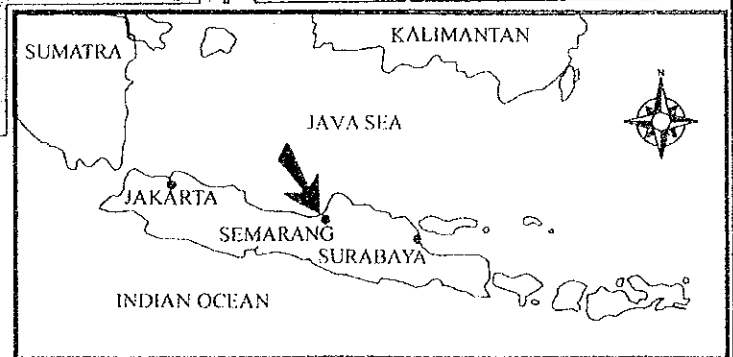 KALIMANTAN
SUMATRA
N
JAVA SEA
JAKARTA
SEMARANG
SURABAYA
INDIAN OCEAN